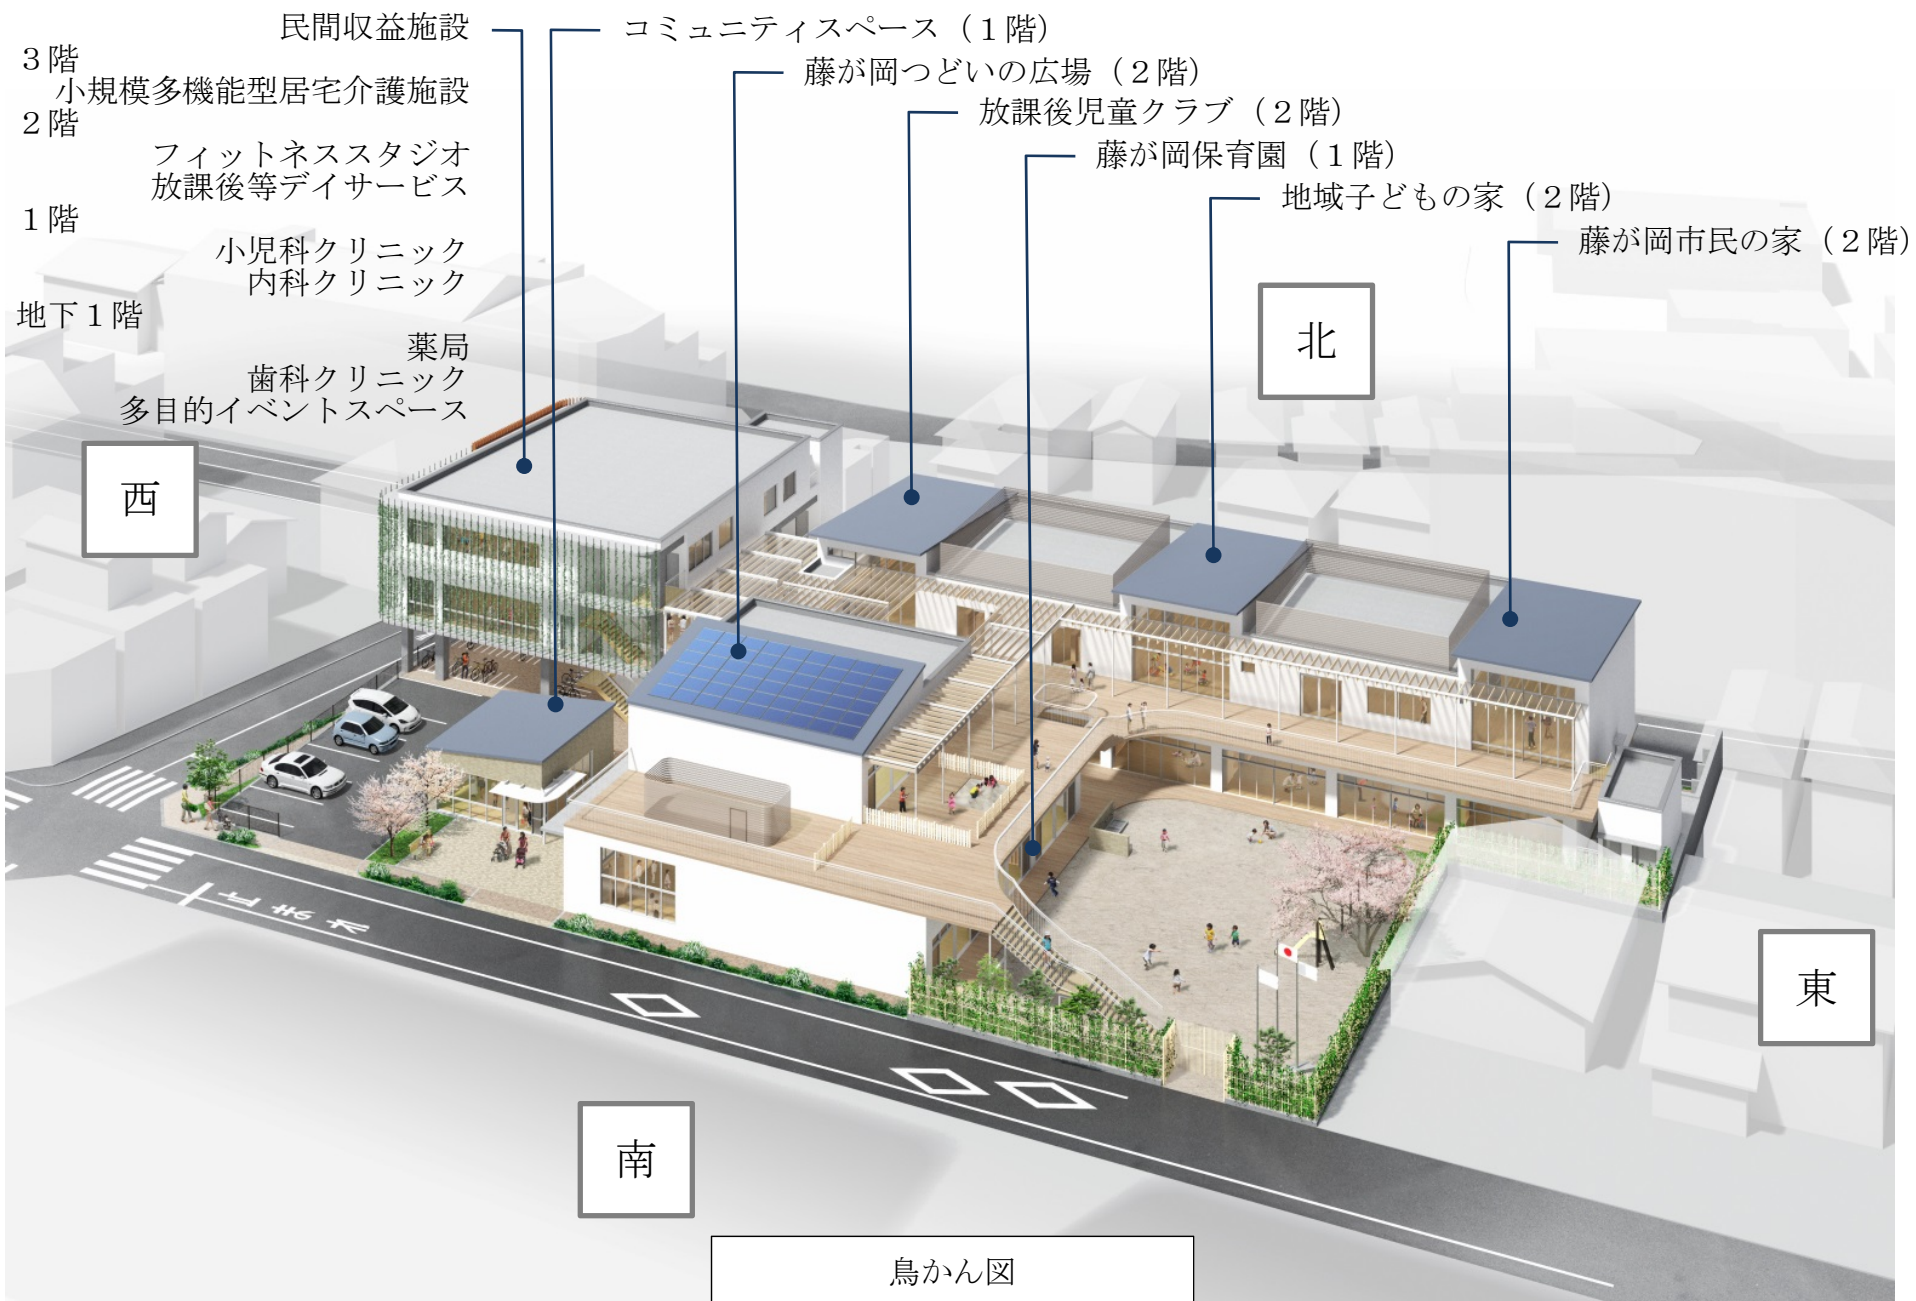 民間収益施設
3階
小規模多機能型居宅介護施設
2階
フィットネススタジオ
放課後等デイサービス
1階
小児科クリニック
内科クリニック
地下1階
薬局
歯科クリニック
多目的イベントスペース
コミュニティスペース（1階）
藤が岡つどいの広場（2階）
放課後児童クラブ（2階）
藤が岡保育園（1階）
地域子どもの家（2階）
藤が岡市民の家（2階）
北
西
東
南
鳥かん図